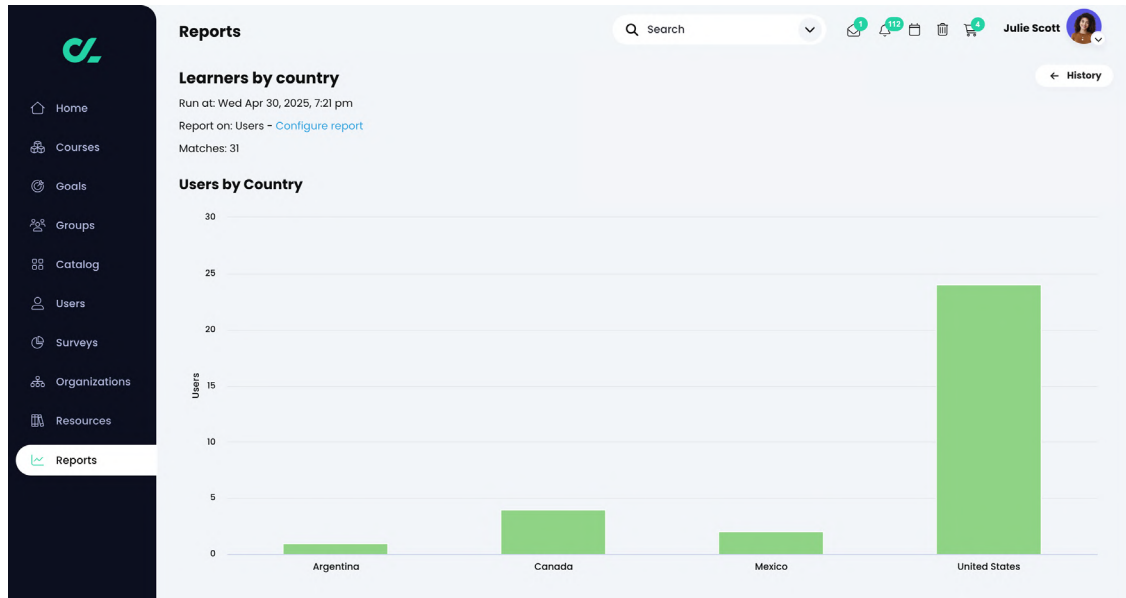 Reports
Search
1
112
4
Julie Scott
Home
Courses
Goals
Groups
Catalog
Users
Surveys
Organizations
Resources
Reports
Learners by country
← History
Run at: Wed Apr 30, 2025, 7:21 pm
Report on: Users - Configure report
Matches: 31
Users by Country
30
25
20
15
10
5
0
Users
Argentina
Canada
Mexico
United States